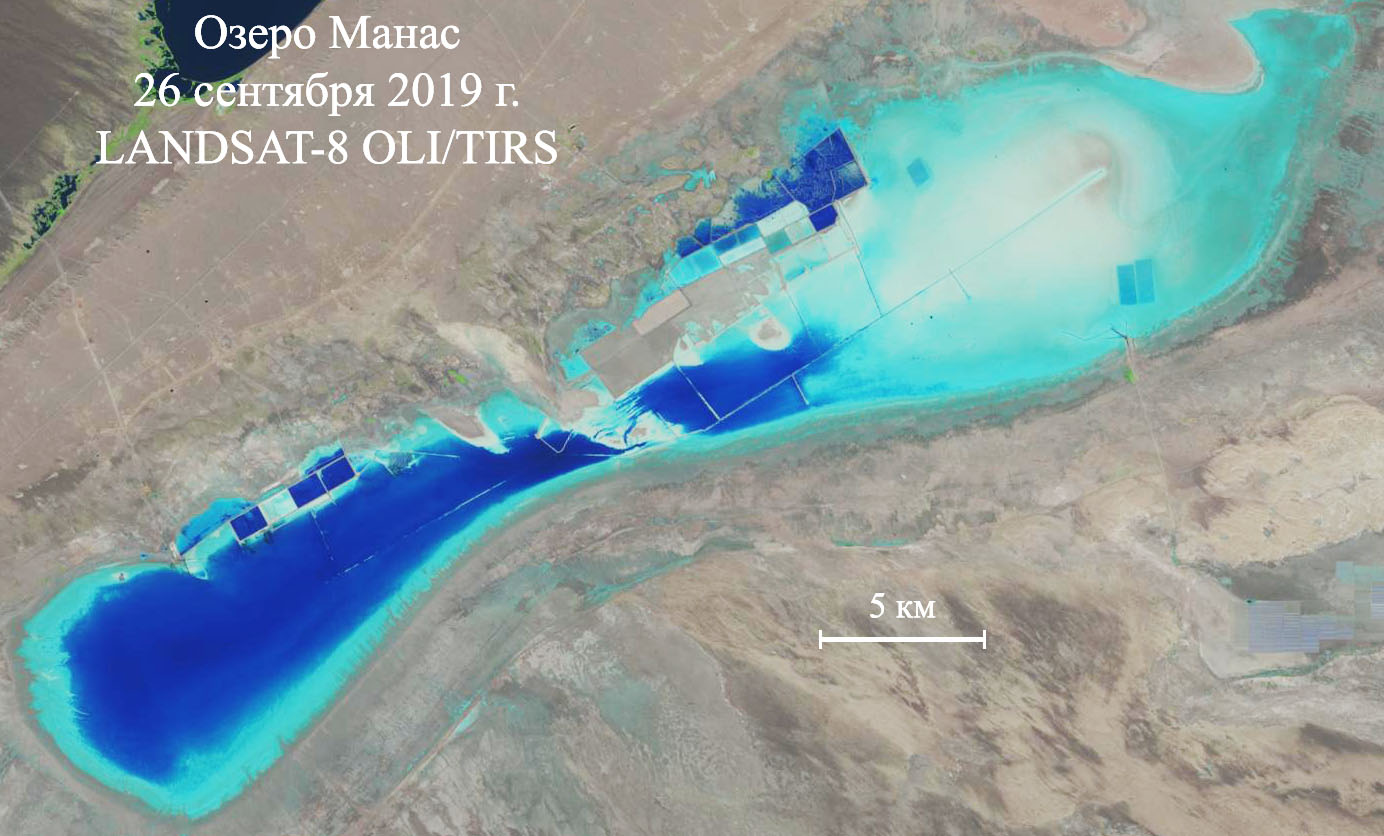 Озеро Манас
26 сентября 2019 г.
LANDSAT-8 OLI/TIRS
5 км